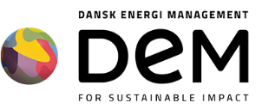 DANSK ENERGI MANAGEMENT
DEM
FOR SUSTAINABLE IMPACT